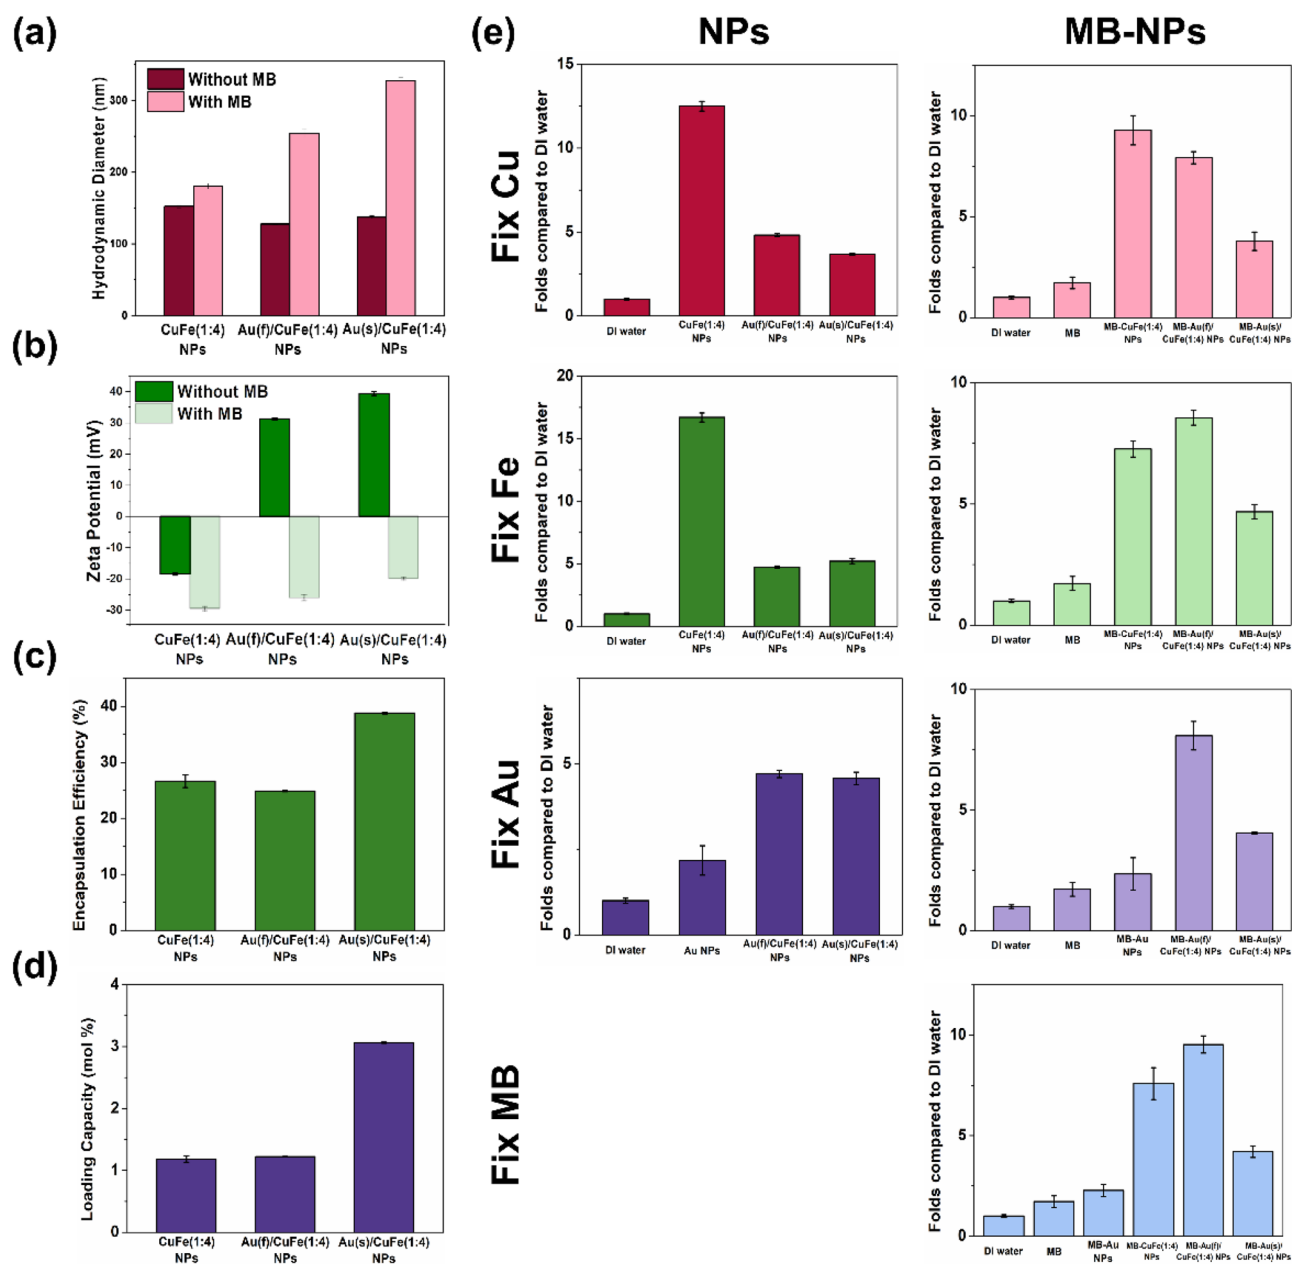 (a)
Hydrodynamic Diameter (nm)
300
200
100
0
Without MB
With MB
CuFe(1:4)
NPs
Au(f)/CuFe(1:4)
NPs
Au(s)/CuFe(1:4)
NPs
(b)
Zeta Potential (mV)
40
30
20
10
0
-10
-20
-30
Without MB
With MB
CuFe(1:4)
NPs
Au(f)/CuFe(1:4)
NPs
Au(s)/CuFe(1:4)
NPs
(c)
Encapsulation Efficiency (%)
40
30
20
10
0
CuFe(1:4)
NPs
Au(f)/CuFe(1:4)
NPs
Au(s)/CuFe(1:4)
NPs
(d)
Loading Capacity (mol %)
4
3
2
1
0
CuFe(1:4)
NPs
Au(f)/CuFe(1:4)
NPs
Au(s)/CuFe(1:4)
NPs
(e)
NPs
MB-NPs
Fix Cu
Folds compared to DI water
15
10
5
0
DI water
CuFe(1:4)
NPs
Au(f)/CuFe(1:4)
NPs
Au(s)/CuFe(1:4)
NPs
Folds compared to DI water
10
5
0
DI water
MB
MB-CuFe(1:4)
NPs
MB-Au(f)/
CuFe(1:4) NPs
MB-Au(s)/
CuFe(1:4) NPs
Fix Fe
Folds compared to DI water
20
15
10
5
0
DI water
CuFe(1:4)
NPs
Au(f)/CuFe(1:4)
NPs
Au(s)/CuFe(1:4)
NPs
Folds compared to DI water
10
5
0
DI water
MB
MB-CuFe(1:4)
NPs
MB-Au(f)/
CuFe(1:4) NPs
MB-Au(s)/
CuFe(1:4) NPs
Fix Au
Folds compared to DI water
5
0
DI water
Au NPs
Au(f)/CuFe(1:4)
NPs
Au(s)/CuFe(1:4)
NPs
Folds compared to DI water
10
5
0
DI water
MB
MB-Au
NPs
MB-Au(f)/
CuFe(1:4) NPs
MB-Au(s)/
CuFe(1:4) NPs
Fix MB
Folds compared to DI water
10
5
0
DI water
MB
MB-Au
NPs
MB-CuFe(1:4)
NPs
MB-Au(f)/
CuFe(1:4) NPs
MB-Au(s)/
CuFe(1:4) NPs